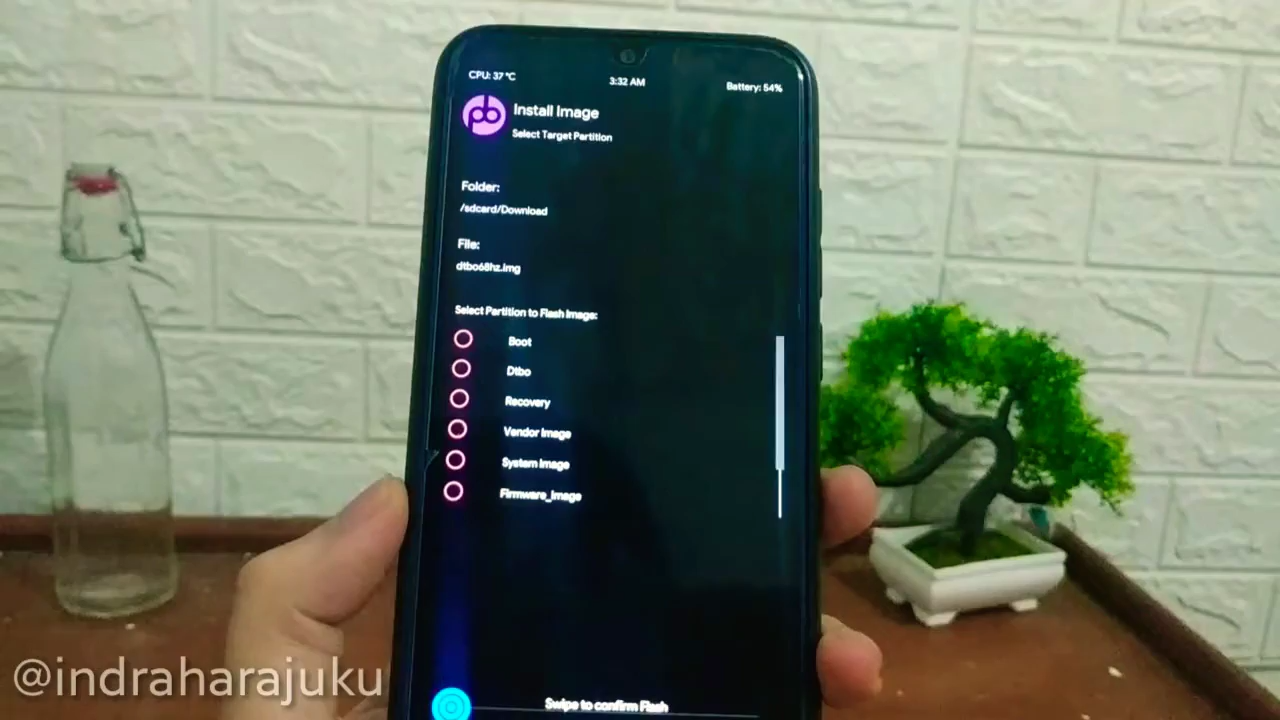 CPU: 37 °C 3:32 AM Battery: 54%
pb
Install Image
Select Target Partition
Folder:
/sdcard/Download
File:
dtbo68hz.img
Select Partition to Flash Image:
Boot
Dtbo
Recovery
Vendor Image
System Image
Firmware_Image
Swipe to confirm Flash
@indraharajuku